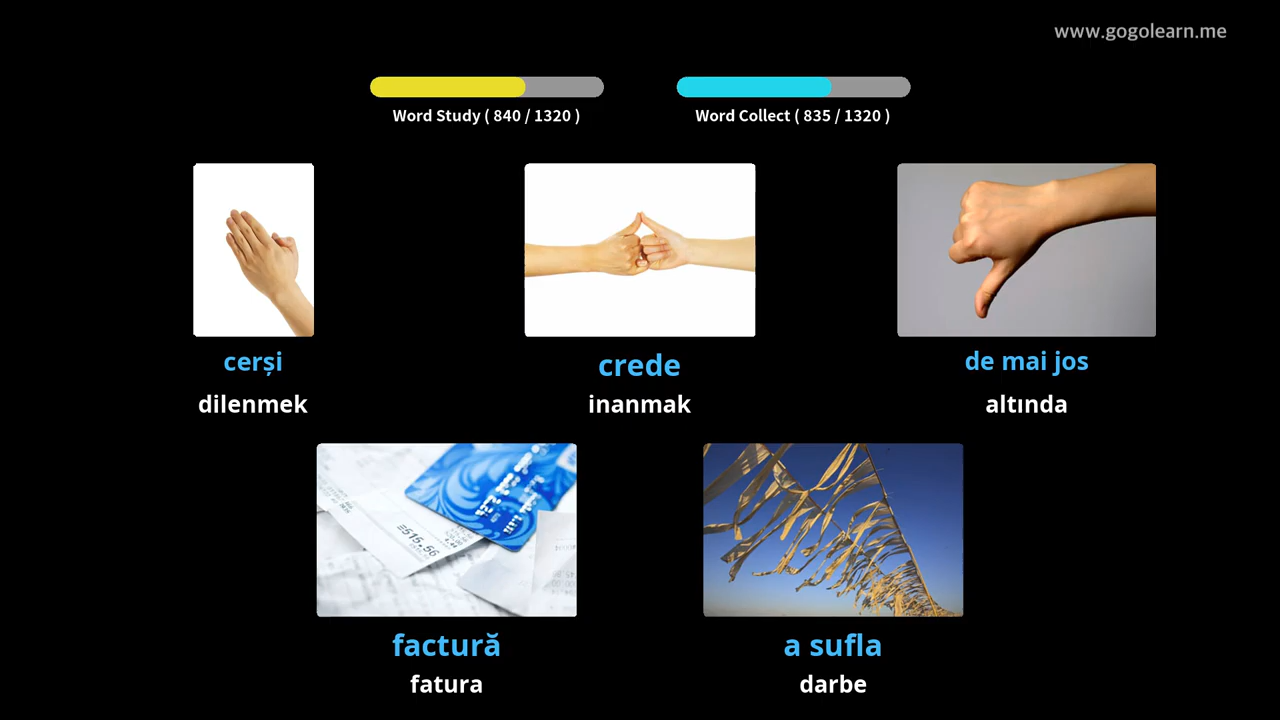 www.gogolearn.me
Word Study ( 840 / 1320 )
Word Collect ( 835 / 1320 )
cerși
crede
de mai jos
dilenmek
inanmak
altında
factură
a sufla
fatura
darbe